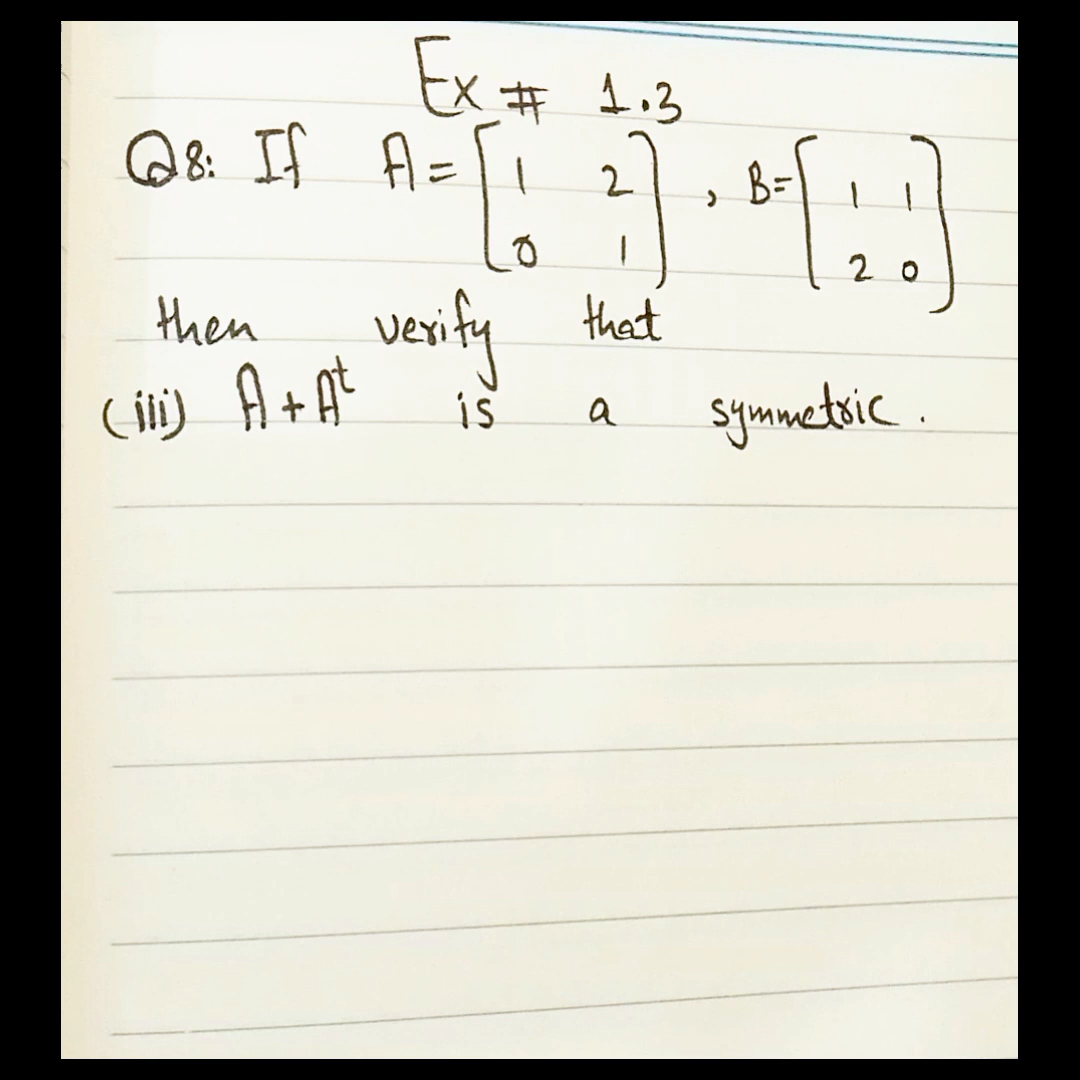 Ex # 1.3
Q8: If A = [1 2
0 1] , B = [1 1
2 0]
then verify that
(iii) A + Aᵗ is a symmetric .